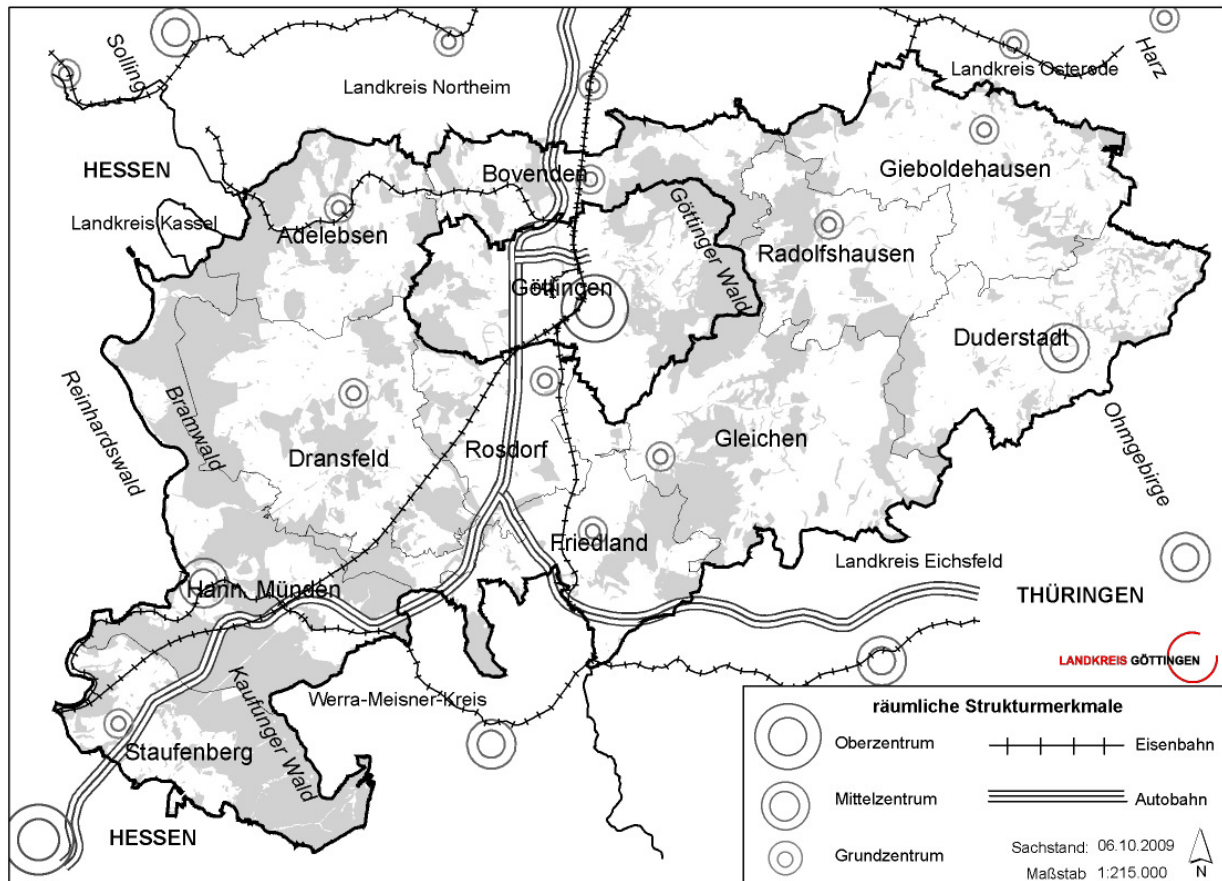 Solling
Harz
Landkreis Northeim
Landkreis Osterode
HESSEN
Bovenden
Gieboldehausen
Landkreis Kassel
Adelebsen
Göttinger Wald
Radolfshausen
Göttingen
Duderstadt
Reinhardswald
Bramwald
Dransfeld
Rosdorf
Gleichen
Ohmgebirge
Friedland
Landkreis Eichsfeld
Hann. Münden
THÜRINGEN
LANDKREIS GÖTTINGEN
Kaufunger Wald
Werra-Meisner-Kreis
Staufenberg
HESSEN
räumliche Strukturmerkmale
Oberzentrum
Eisenbahn
Mittelzentrum
Autobahn
Grundzentrum
Sachstand: 06.10.2009
Maßstab 1:215.000
N